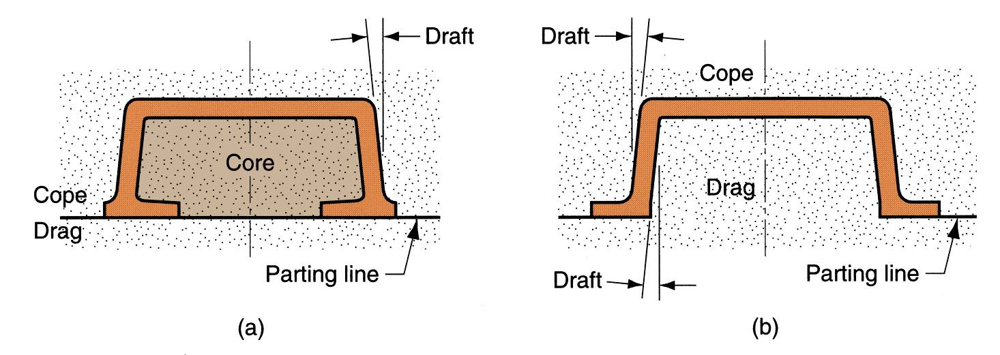 Draft
Core
Cope
Drag
Parting line
(a)
Draft
Cope
Drag
Draft
Parting line
(b)